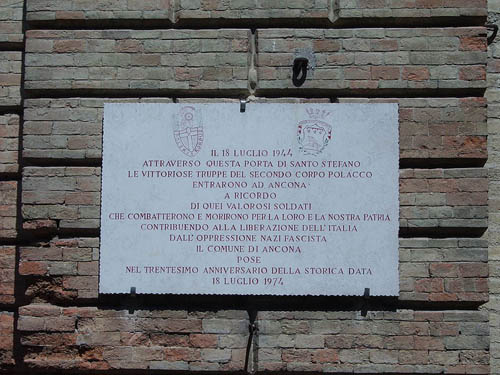 IL 18 LUGLIO 1944
ATTRAVERSO QUESTA PORTA DI SANTO STEFANO
LE VITTORIOSE TRUPPE DEL SECONDO CORPO POLACCO
ENTRARONO AD ANCONA
A RICORDO
DI QUEI VALOROSI SOLDATI
CHE COMBATTERONO E MORIRONO PER LA LORO E LA NOSTRA PATRIA
CONTRIBUENDO ALLA LIBERAZIONE DELL'ITALIA
DALL'OPPRESSIONE NAZI FASCISTA
IL COMUNE DI ANCONA
POSE
NEL TRENTESIMO ANNIVERSARIO DELLA STORICA DATA
18 LUGLIO 1974